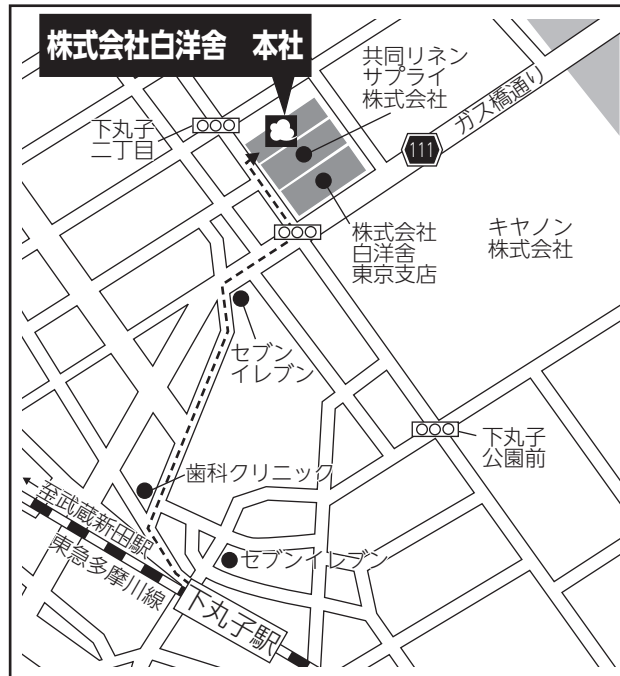 株式会社白洋舍　本社
共同リネン
サプライ
株式会社
ガス橋通り
下丸子
二丁目
111
株式会社
白洋舍
東京支店
キヤノン
株式会社
セブン
イレブン
下丸子
公園前
歯科クリニック
至武蔵新田駅
東急多摩川線
セブンイレブン
下丸子駅